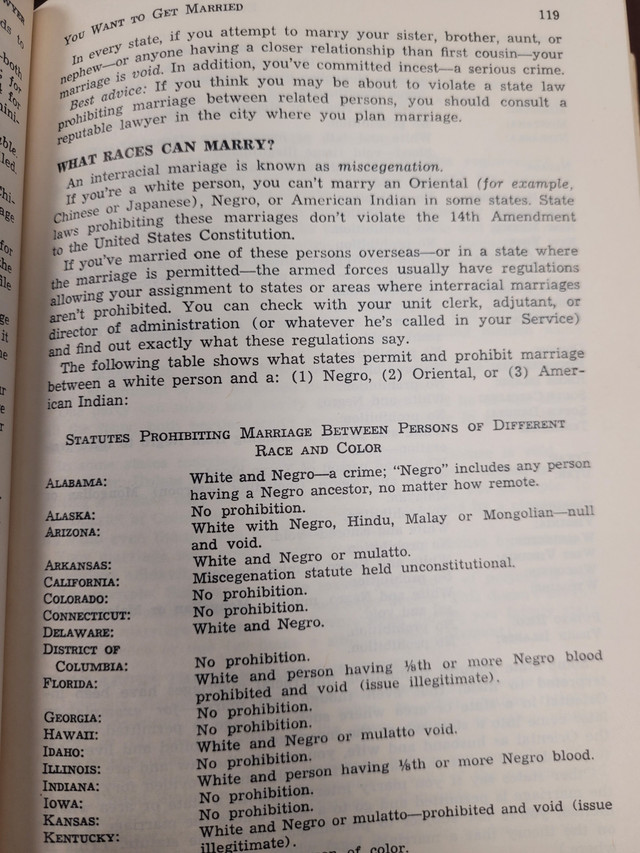 YOU WANT TO GET MARRIED 119
In every state, if you attempt to marry your sister, brother, aunt, or
nephew—or anyone having a closer relationship than first cousin—your
marriage is void. In addition, you've committed incest—a serious crime.
Best advice: If you think you may be about to violate a state law
prohibiting marriage between related persons, you should consult a
reputable lawyer in the city where you plan marriage.
WHAT RACES CAN MARRY?
An interracial mariage is known as miscegenation.
If you're a white person, you can't marry an Oriental (for example,
Chinese or Japanese), Negro, or American Indian in some states. State
laws prohibiting these marriages don't violate the 14th Amendment
to the United States Constitution.
If you've married one of these persons overseas—or in a state where
the marriage is permitted—the armed forces usually have regulations
allowing your assignment to states or areas where interracial marriages
aren't prohibited. You can check with your unit clerk, adjutant, or
director of administration (or whatever he's called in your Service)
and find out exactly what these regulations say.
The following table shows what states permit and prohibit marriage
between a white person and a: (1) Negro, (2) Oriental, or (3) Amer-
ican Indian:
STATUTES PROHIBITING MARRIAGE BETWEEN PERSONS OF DIFFERENT
RACE AND COLOR
ALABAMA: White and Negro—a crime; "Negro" includes any person
having a Negro ancestor, no matter how remote.
ALASKA: No prohibition.
ARIZONA: White with Negro, Hindu, Malay or Mongolian—null
and void.
ARKANSAS: White and Negro or mulatto.
CALIFORNIA: Miscegenation statute held unconstitutional.
COLORADO: No prohibition.
CONNECTICUT: No prohibition.
DELAWARE: White and Negro.
DISTRICT OF
COLUMBIA: No prohibition.
FLORIDA: White and person having ⅛th or more Negro blood
prohibited and void (issue illegitimate).
GEORGIA: No prohibition.
HAWAII: No prohibition.
IDAHO: White and Negro or mulatto void.
ILLINOIS: No prohibition.
INDIANA: White and person having ⅛th or more Negro blood.
IOWA: No prohibition.
KANSAS: No prohibition.
KENTUCKY: White and Negro or mulatto—prohibited and void (issue
illegitimate).
of color.